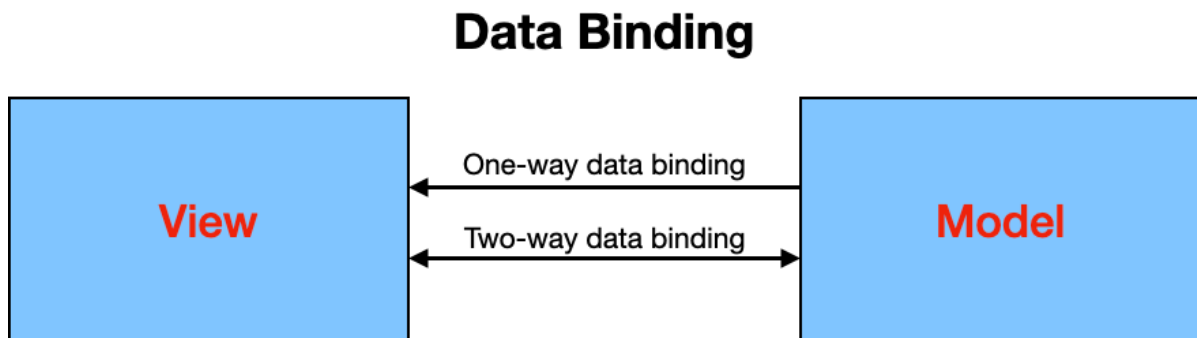 Data Binding
One-way data binding
View
Two-way data binding
Model